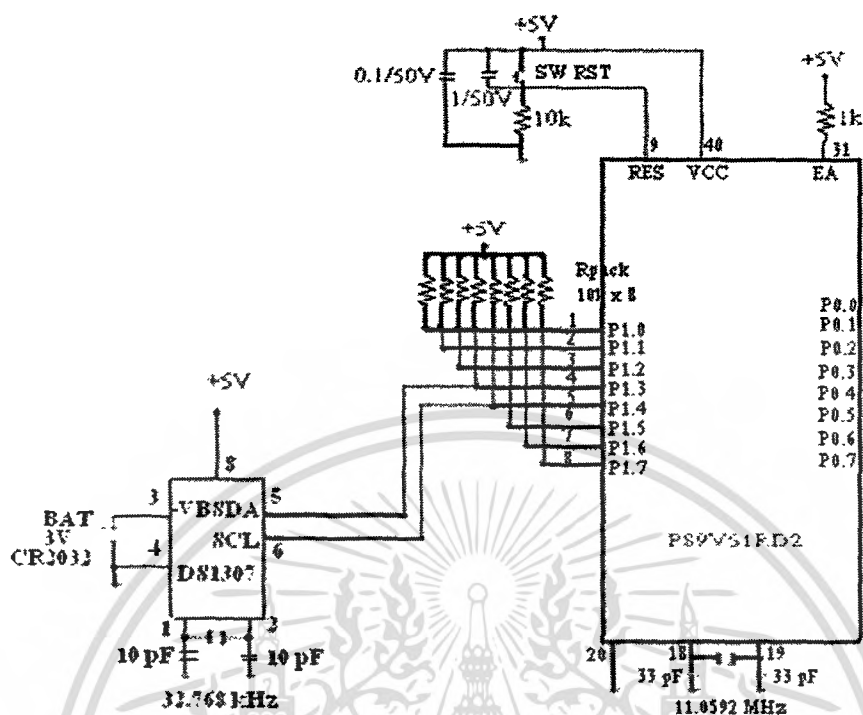 +5V
0.1/50V
1/50V
SW RST
10k
+5V
1k
9
40
31
RES
VCC
EA
+5V
Rpack
10k x 8
1
P1.0
2
P1.1
3
P1.2
4
P1.3
5
P1.4
6
P1.5
7
P1.6
8
P1.7
P0.0
P0.1
P0.2
P0.3
P0.4
P0.5
P0.6
P0.7
+5V
8
3
VB
SDA
5
BAT
3V
CR2032
4
SCL
6
DS1307
1
2
10 pF
10 pF
32.768 kHz
P89V51RD2
20
18
19
33 pF
33 pF
11.0592 MHz